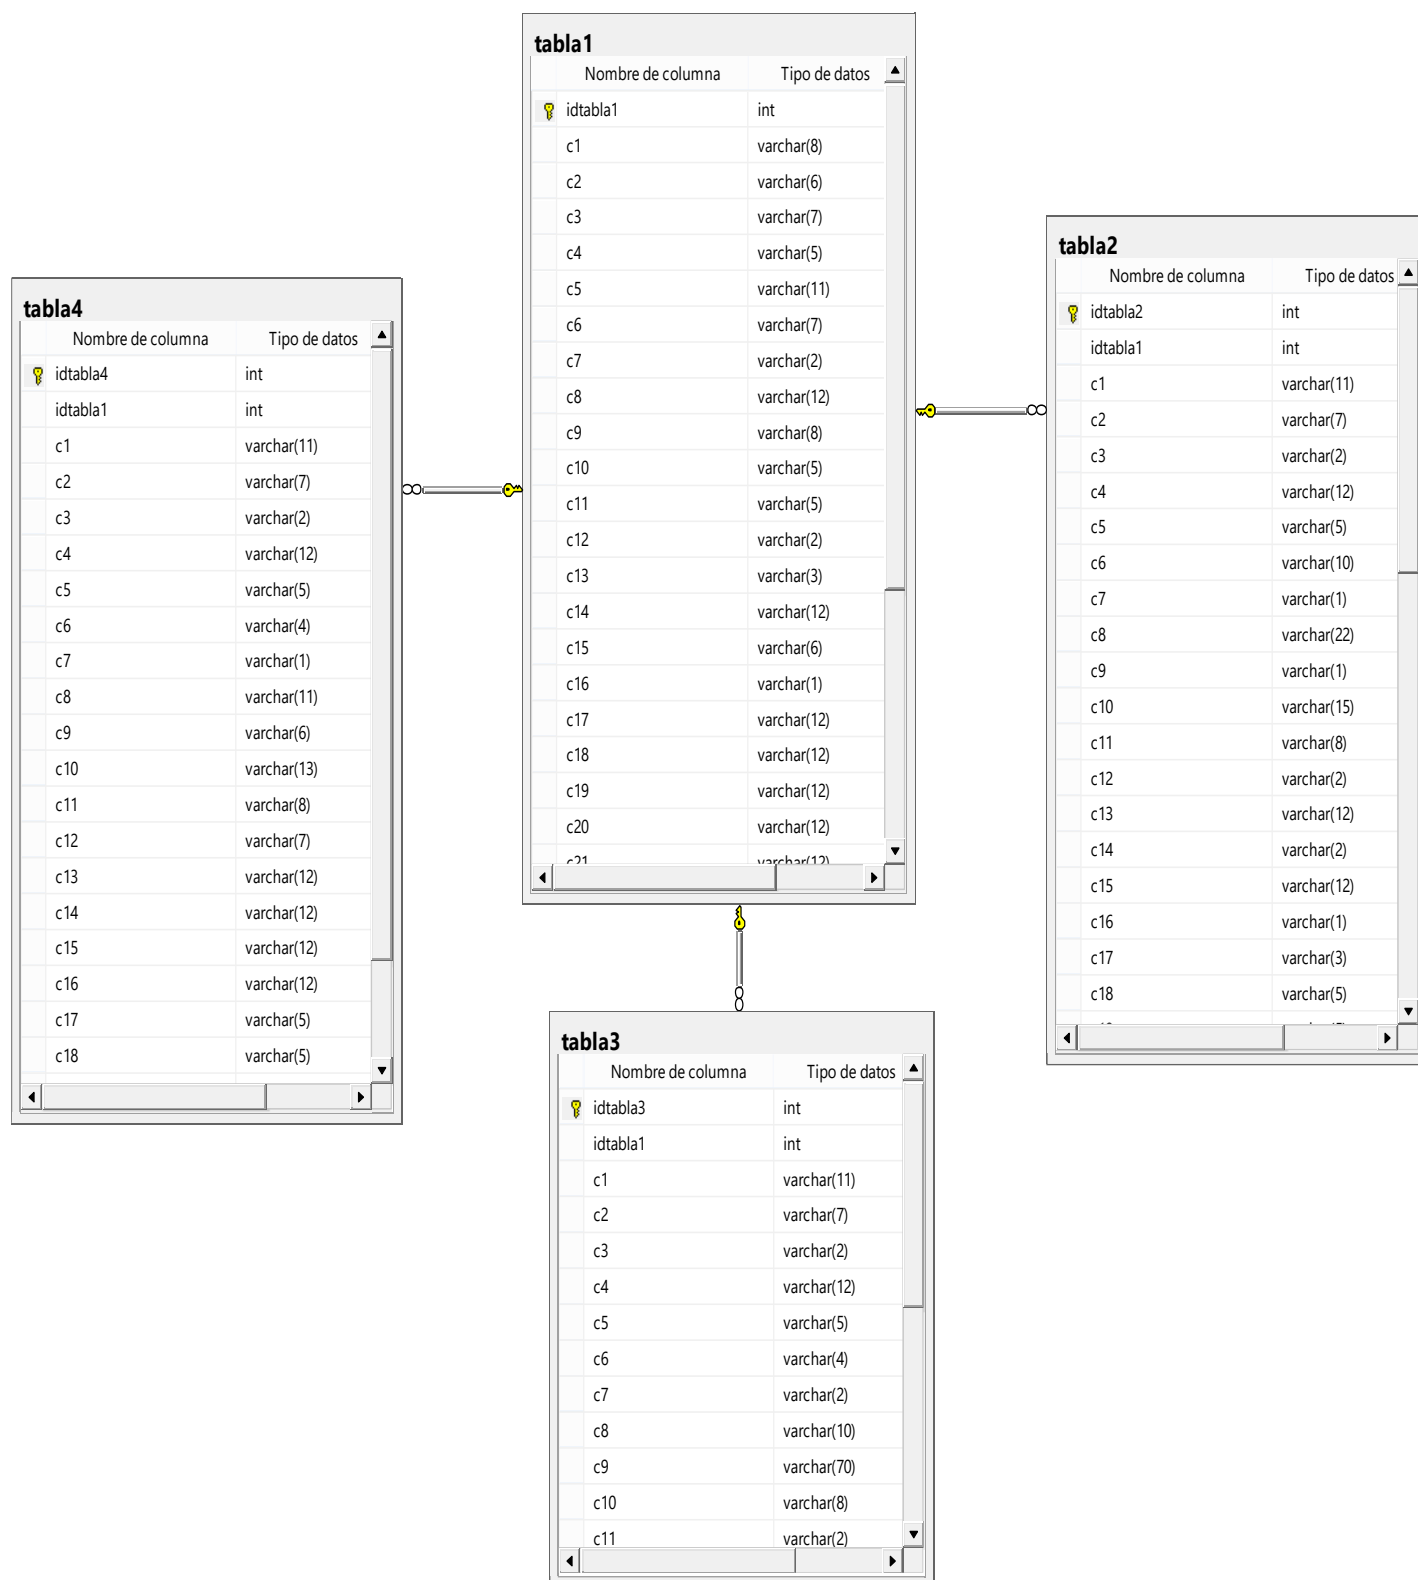 tabla1
Nombre de columna Tipo de datos
idtabla1 int
c1 varchar(8)
c2 varchar(6)
c3 varchar(7)
c4 varchar(5)
c5 varchar(11)
c6 varchar(7)
c7 varchar(2)
c8 varchar(12)
c9 varchar(8)
c10 varchar(5)
c11 varchar(5)
c12 varchar(2)
c13 varchar(3)
c14 varchar(12)
c15 varchar(6)
c16 varchar(1)
c17 varchar(12)
c18 varchar(12)
c19 varchar(12)
c20 varchar(12)
c21 varchar(12)
tabla4
Nombre de columna Tipo de datos
idtabla4 int
idtabla1 int
c1 varchar(11)
c2 varchar(7)
c3 varchar(2)
c4 varchar(12)
c5 varchar(5)
c6 varchar(4)
c7 varchar(1)
c8 varchar(11)
c9 varchar(6)
c10 varchar(13)
c11 varchar(8)
c12 varchar(7)
c13 varchar(12)
c14 varchar(12)
c15 varchar(12)
c16 varchar(12)
c17 varchar(5)
c18 varchar(5)
tabla2
Nombre de columna Tipo de datos
idtabla2 int
idtabla1 int
c1 varchar(11)
c2 varchar(7)
c3 varchar(2)
c4 varchar(12)
c5 varchar(5)
c6 varchar(10)
c7 varchar(1)
c8 varchar(22)
c9 varchar(1)
c10 varchar(15)
c11 varchar(8)
c12 varchar(2)
c13 varchar(12)
c14 varchar(2)
c15 varchar(12)
c16 varchar(1)
c17 varchar(3)
c18 varchar(5)
tabla3
Nombre de columna Tipo de datos
idtabla3 int
idtabla1 int
c1 varchar(11)
c2 varchar(7)
c3 varchar(2)
c4 varchar(12)
c5 varchar(5)
c6 varchar(4)
c7 varchar(2)
c8 varchar(10)
c9 varchar(70)
c10 varchar(8)
c11 varchar(2)